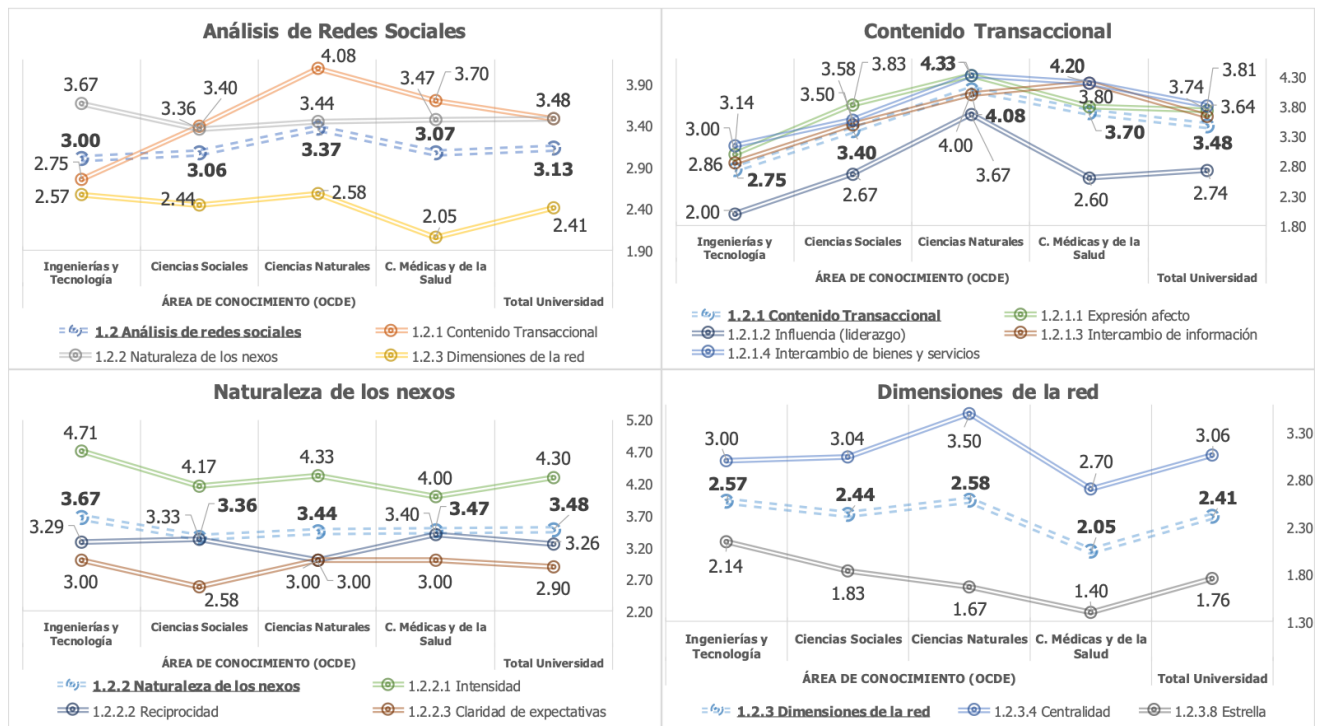 Análisis de Redes Sociales
4.08
3.67
3.40
3.47
3.70
3.90
3.36
3.44
3.48
3.40
3.00
3.07
2.75
3.06
3.37
3.13
2.90
2.57
2.44
2.58
2.05
2.41
2.40
1.90
Ingenierías y Tecnología
Ciencias Sociales
Ciencias Naturales
C. Médicas y de la Salud
ÁREA DE CONOCIMIENTO (OCDE)
Total Universidad
1.2 Análisis de redes sociales
1.2.1 Contenido Transaccional
1.2.2 Naturaleza de los nexos
1.2.3 Dimensiones de la red
Contenido Transaccional
3.58
3.83
4.33
4.20
3.74
3.81
4.30
3.14
3.50
3.80
3.64
3.80
3.00
4.08
3.70
3.30
2.86
3.40
4.00
3.48
2.75
2.67
3.67
2.60
2.74
2.80
2.00
2.30
1.80
Ingenierías y Tecnología
Ciencias Sociales
Ciencias Naturales
C. Médicas y de la Salud
ÁREA DE CONOCIMIENTO (OCDE)
Total Universidad
1.2.1 Contenido Transaccional
1.2.1.1 Expresión afecto
1.2.1.2 Influencia (liderazgo)
1.2.1.3 Intercambio de información
1.2.1.4 Intercambio de bienes y servicios
Naturaleza de los nexos
5.20
4.71
4.17
4.33
4.00
4.30
4.70
4.20
3.67
3.33
3.36
3.44
3.40
3.47
3.48
3.70
3.29
3.26
3.20
3.00
2.58
3.00
3.00
3.00
2.90
2.70
2.20
Ingenierías y Tecnología
Ciencias Sociales
Ciencias Naturales
C. Médicas y de la Salud
ÁREA DE CONOCIMIENTO (OCDE)
Total Universidad
1.2.2 Naturaleza de los nexos
1.2.2.1 Intensidad
1.2.2.2 Reciprocidad
1.2.2.3 Claridad de expectativas
Dimensiones de la red
3.00
3.04
3.50
2.70
3.06
3.30
2.57
2.44
2.58
2.05
2.41
2.80
2.30
2.14
1.83
1.67
1.40
1.76
1.80
1.30
Ingenierías y Tecnología
Ciencias Sociales
Ciencias Naturales
C. Médicas y de la Salud
ÁREA DE CONOCIMIENTO (OCDE)
Total Universidad
1.2.3 Dimensiones de la red
1.2.3.4 Centralidad
1.2.3.8 Estrella